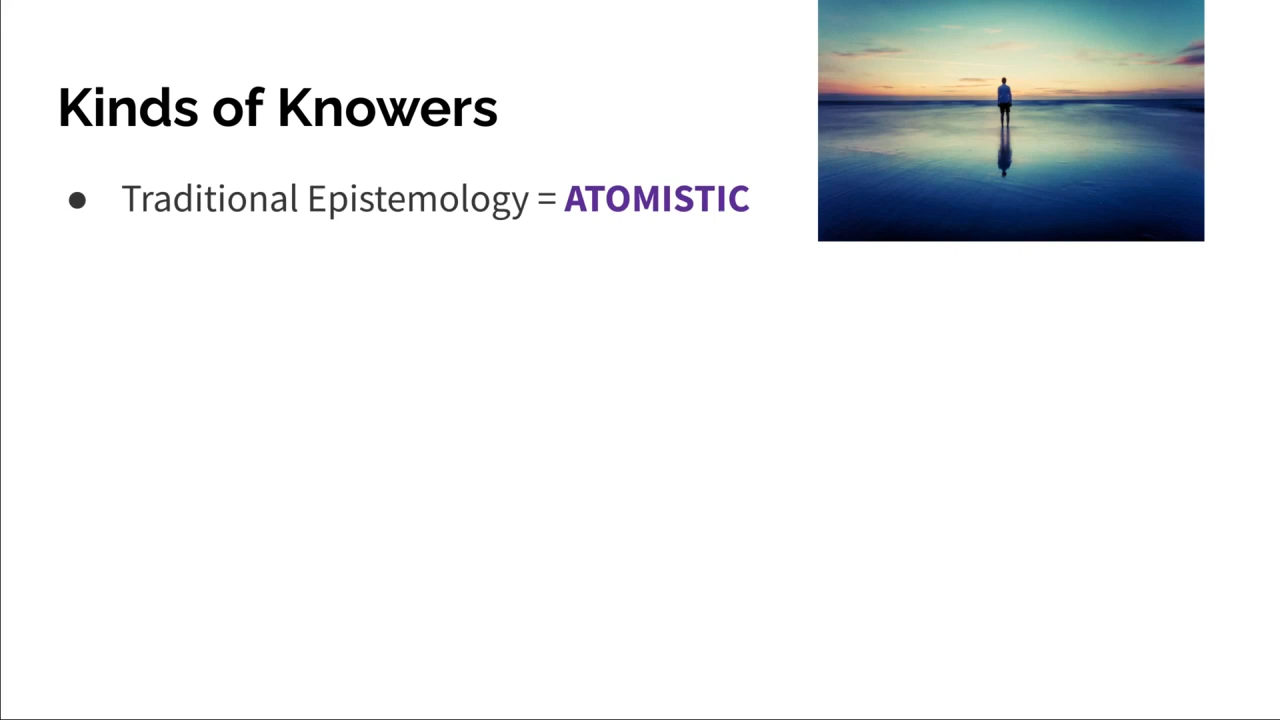 Kinds of Knowers
● Traditional Epistemology = ATOMISTIC